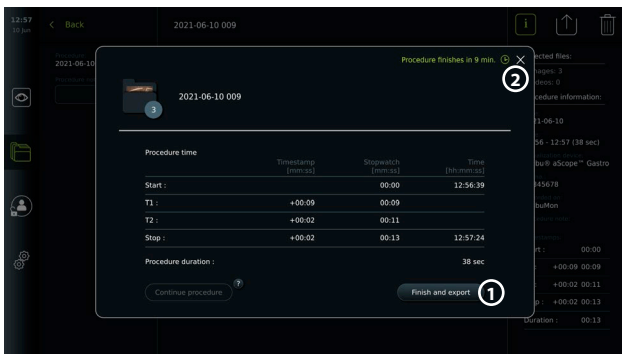 12:57
10 Jun
Back
2021-06-10 009
i
Procedure finishes in 9 min.
2
2021-06-10
3
2021-06-10 009
Procedure time
Timestamp [mm:ss]
Stopwatch [mm:ss]
Time [hh:mm:ss]
Start : 00:00 12:56:39
T1 : +00:09 00:09
T2 : +00:02 00:11
Stop : +00:02 00:13 12:57:24
Procedure duration : 38 sec
Continue procedure
?
Finish and export
1
ected files:
ages: 3
deos: 0
cedure information:
1-06-10
56 - 12:57 (38 sec)
bu® aScope™ Gastro
345678
buMon
rt : 00:00
+00:09 00:09
+00:02 00:11
p : +00:02 00:13
Duration : 00:13